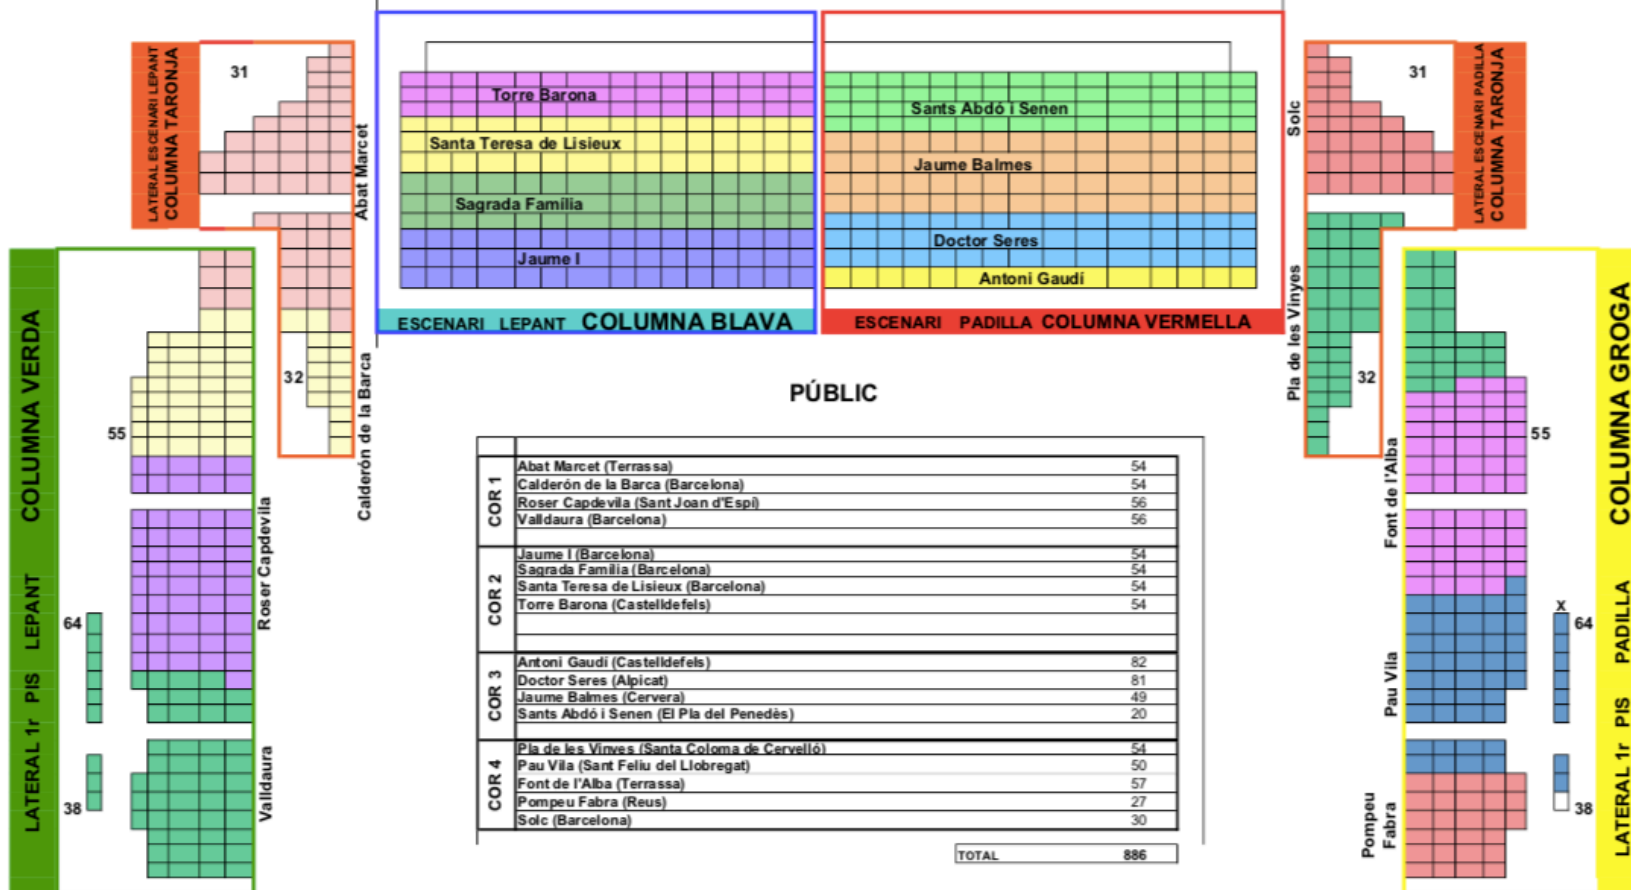 LATERAL ESCENARI LEPANT
COLUMNA TARONJA
31
Abat Marcet
Torre Barona
Santa Teresa de Lisieux
Sagrada Família
Jaume I
ESCENARI LEPANT COLUMNA BLAVA
Sants Abdó i Senen
Jaume Balmes
Doctor Seres
Antoni Gaudí
ESCENARI PADILLA COLUMNA VERMELLA
Solc
31
LATERAL ESCENARI PADILLA
COLUMNA TARONJA
LATERAL 1r PIS LEPANT COLUMNA VERDA
55
64
38
32
Calderón de la Barca
Roser Capdevila
Valldaura
PÚBLIC
COR 1
Abat Marcet (Terrassa) 54
Calderón de la Barca (Barcelona) 54
Roser Capdevila (Sant Joan d'Espí) 56
Valldaura (Barcelona) 56
COR 2
Jaume I (Barcelona) 54
Sagrada Família (Barcelona) 54
Santa Teresa de Lisieux (Barcelona) 54
Torre Barona (Castelldefels) 54
COR 3
Antoni Gaudí (Castelldefels) 82
Doctor Seres (Alpicat) 81
Jaume Balmes (Cervera) 49
Sants Abdó i Senen (El Pla del Penedès) 20
COR 4
Pla de les Vinyes (Santa Coloma de Cervelló) 54
Pau Vila (Sant Feliu del Llobregat) 50
Font de l'Alba (Terrassa) 57
Pompeu Fabra (Reus) 27
Solc (Barcelona) 30
TOTAL 886
Pla de les Vinyes
32
Font de l'Alba
Pau Vila
Pompeu
Fabra
55
X
64
38
LATERAL 1r PIS PADILLA COLUMNA GROGA